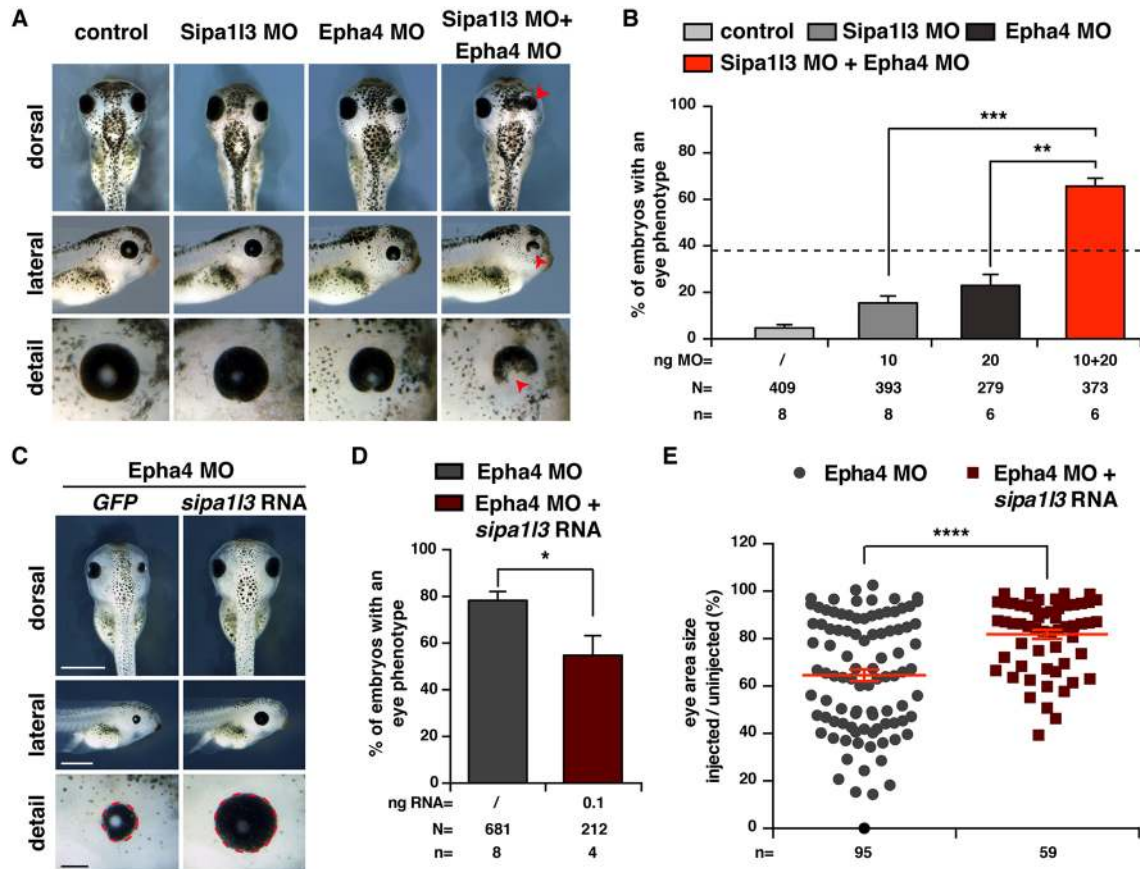 A
control
Sipa1l3 MO
Epha4 MO
Sipa1l3 MO+
Epha4 MO
dorsal
lateral
detail
B
control
Sipa1l3 MO
Epha4 MO
Sipa1l3 MO + Epha4 MO
% of embryos with an
eye phenotype
100
80
60
40
20
0
***
**
ng MO= / 10 20 10+20
N= 409 393 279 373
n= 8 8 6 6
C
Epha4 MO
GFP
sipa1l3 RNA
dorsal
lateral
detail
D
Epha4 MO
Epha4 MO +
sipa1l3 RNA
% of embryos with an
eye phenotype
100
80
60
40
20
0
*
ng RNA= / 0.1
N= 681 212
n= 8 4
E
Epha4 MO
Epha4 MO +
sipa1l3 RNA
eye area size
injected / uninjected (%)
120
100
80
60
40
20
0
****
n= 95 59